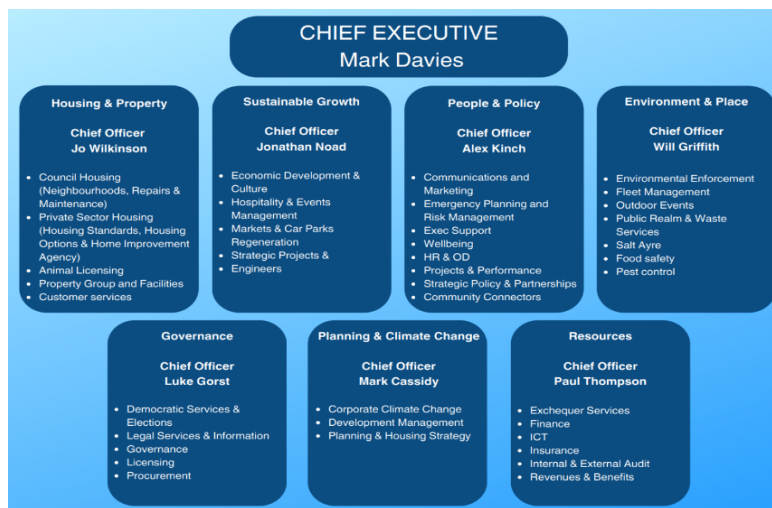 CHIEF EXECUTIVE
Mark Davies
Housing & Property
Chief Officer
Jo Wilkinson
• Council Housing
(Neighbourhoods, Repairs &
Maintenance)
• Private Sector Housing
(Housing Standards, Housing
Options & Home Improvement
Agency)
• Animal Licensing
• Property Group and Facilities
• Customer services
Sustainable Growth
Chief Officer
Jonathan Noad
• Economic Development &
Culture
• Hospitality & Events
Management
• Markets & Car Parks
Regeneration
• Strategic Projects &
• Engineers
People & Policy
Chief Officer
Alex Kinch
• Communications and
Marketing
• Emergency Planning and
Risk Management
• Exec Support
• Wellbeing
• HR & OD
• Projects & Performance
• Strategic Policy & Partnerships
• Community Connectors
Environment & Place
Chief Officer
Will Griffith
• Environmental Enforcement
• Fleet Management
• Outdoor Events
• Public Realm & Waste
Services
• Salt Ayre
• Food safety
• Pest control
Governance
Chief Officer
Luke Gorst
• Democratic Services &
Elections
• Legal Services & Information
• Governance
• Licensing
• Procurement
Planning & Climate Change
Chief Officer
Mark Cassidy
• Corporate Climate Change
• Development Management
• Planning & Housing Strategy
Resources
Chief Officer
Paul Thompson
• Exchequer Services
• Finance
• ICT
• Insurance
• Internal & External Audit
• Revenues & Benefits